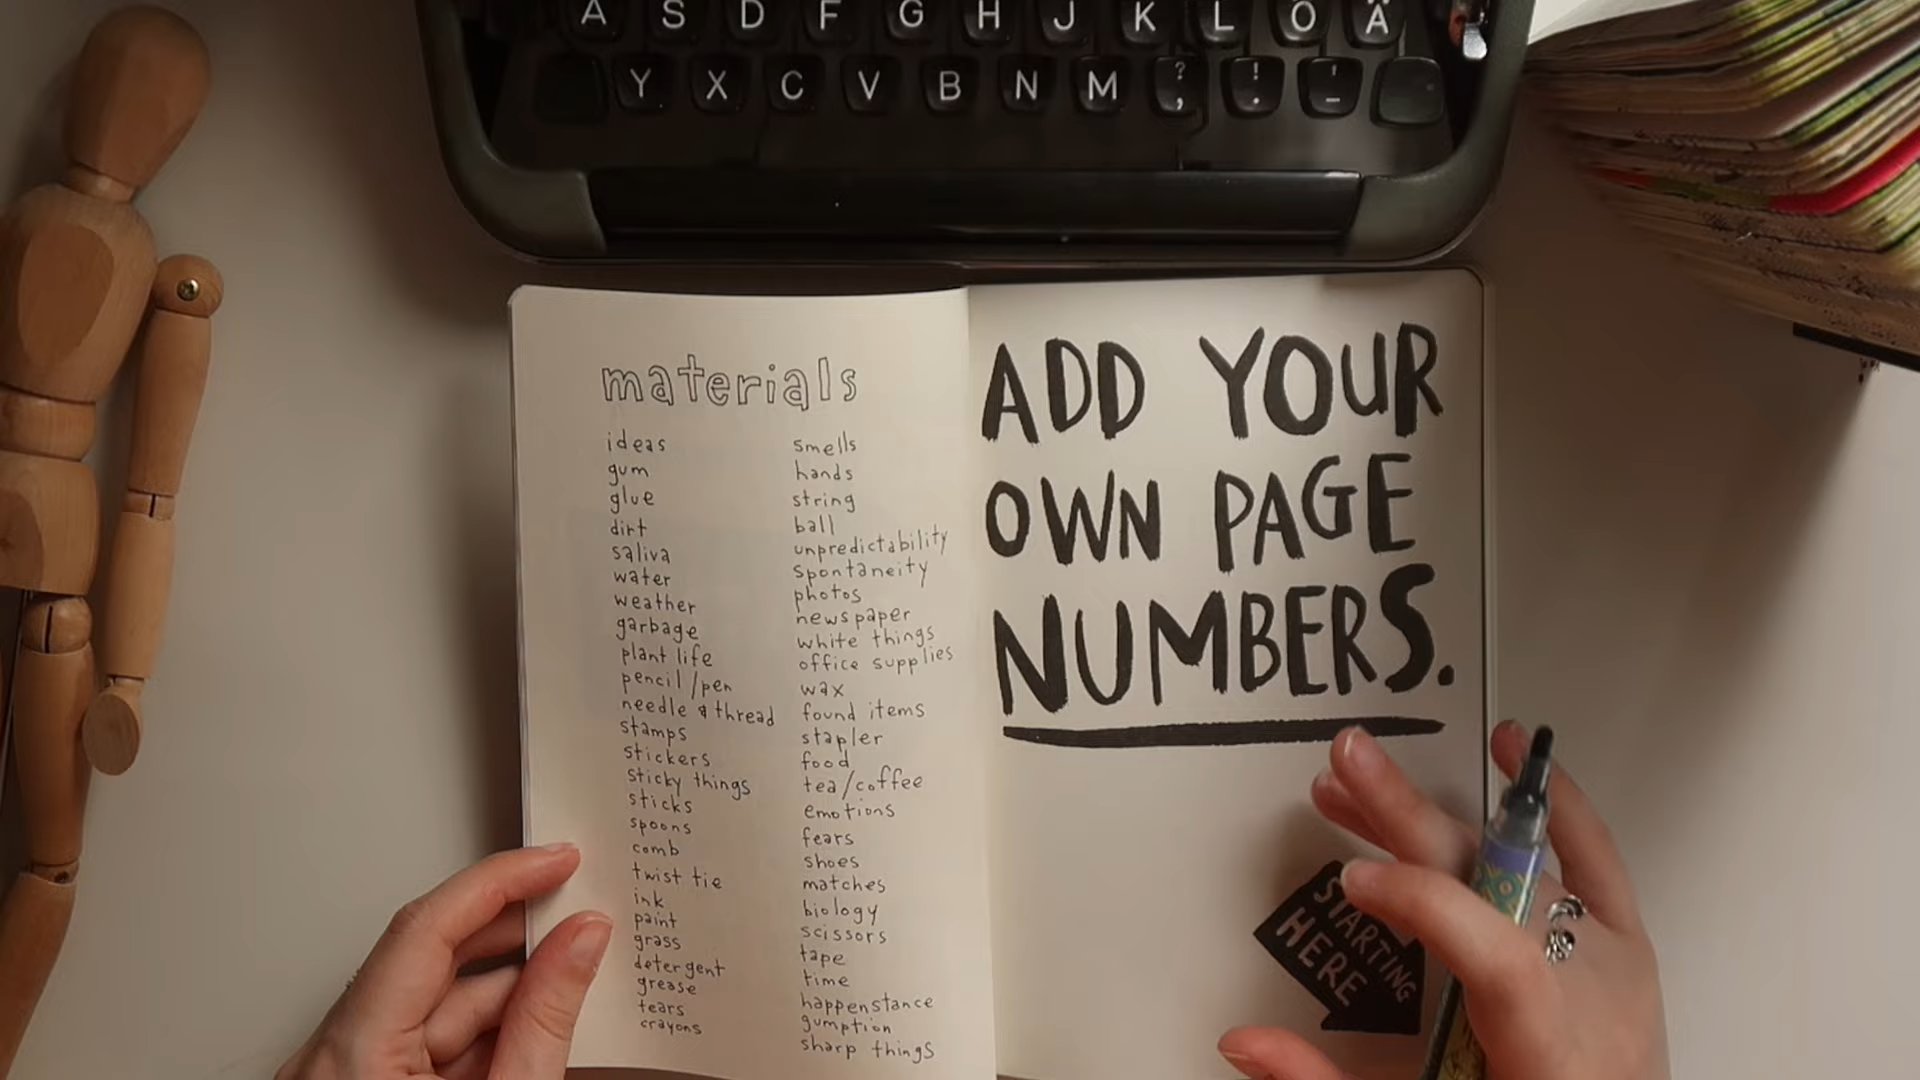 A S D F G H J K L Ö Ä
Y X C V B N M ? , ! . ' _
materials
ideas
gum
glue
dirt
saliva
water
weather
garbage
plant life
pencil/pen
needle & thread
stamps
stickers
sticky things
sticks
spoons
comb
twist tie
ink
paint
grass
detergent
grease
tears
crayons
smells
hands
string
ball
unpredictability
spontaneity
photos
newspaper
white things
office supplies
wax
found items
stapler
food
tea/coffee
emotions
fears
shoes
matches
biology
scissors
tape
time
happenstance
gumption
sharp things
ADD YOUR
OWN PAGE
NUMBERS.
STARTING
HERE